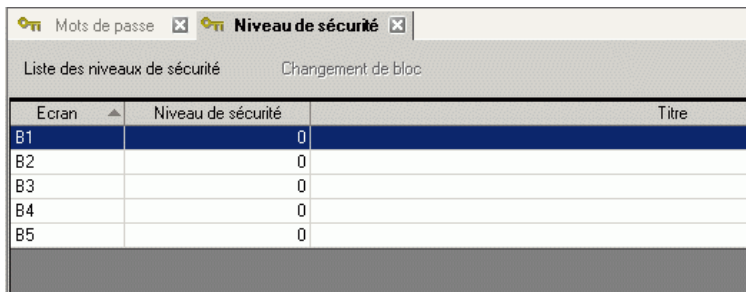 Mots de passe Niveau de sécurité
Liste des niveaux de sécurité Changement de bloc
Ecran Niveau de sécurité Titre
B1 0
B2 0
B3 0
B4 0
B5 0